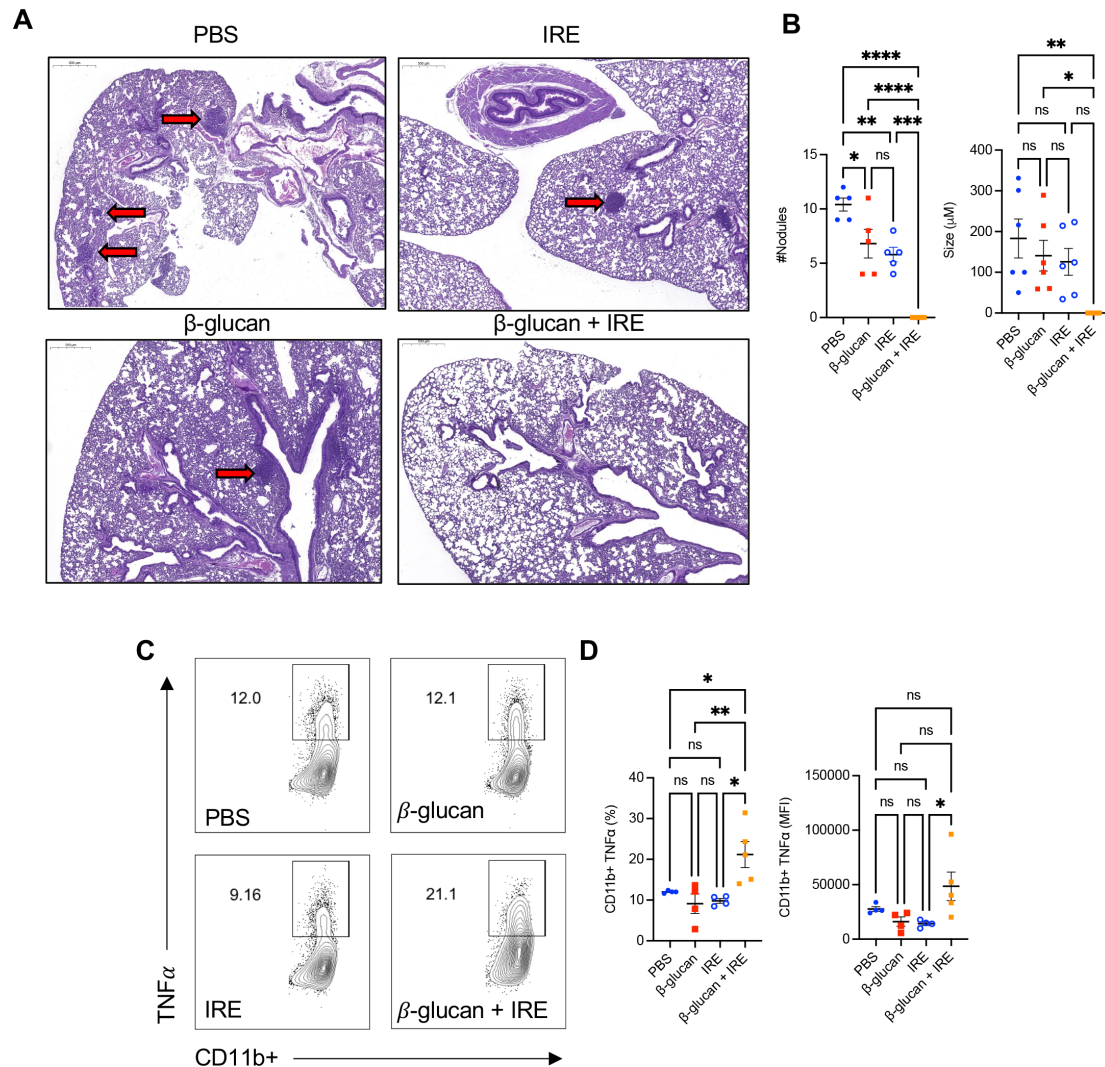 A
PBS
IRE
β-glucan
β-glucan + IRE
B
****
****
** ***
* ns
#Nodules
15
10
5
0
PBS
β-glucan
IRE
β-glucan + IRE
**
*
ns ns
ns ns
Size (μM)
400
300
200
100
0
PBS
β-glucan
IRE
β-glucan + IRE
C
12.0
PBS
12.1
β-glucan
9.16
IRE
21.1
β-glucan + IRE
TNFα
CD11b+
D
*
**
ns
ns ns *
CD11b+ TNFα (%)
40
30
20
10
0
PBS
β-glucan
IRE
β-glucan + IRE
ns
ns
ns
ns ns *
CD11b+ TNFα (MFI)
150000
100000
50000
0
PBS
β-glucan
IRE
β-glucan + IRE